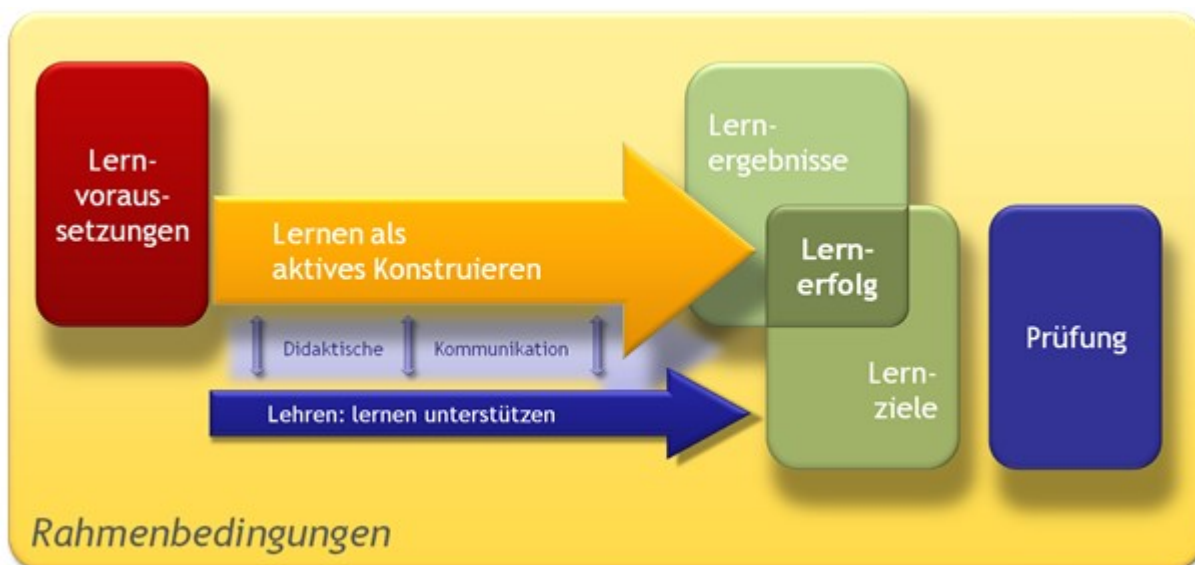 Lern-
voraus-
setzungen
Lernen als
aktives Konstruieren
Didaktische Kommunikation
Lehren: lernen unterstützen
Lern-
ergebnisse
Lern-
erfolg
Lern-
ziele
Prüfung
Rahmenbedingungen